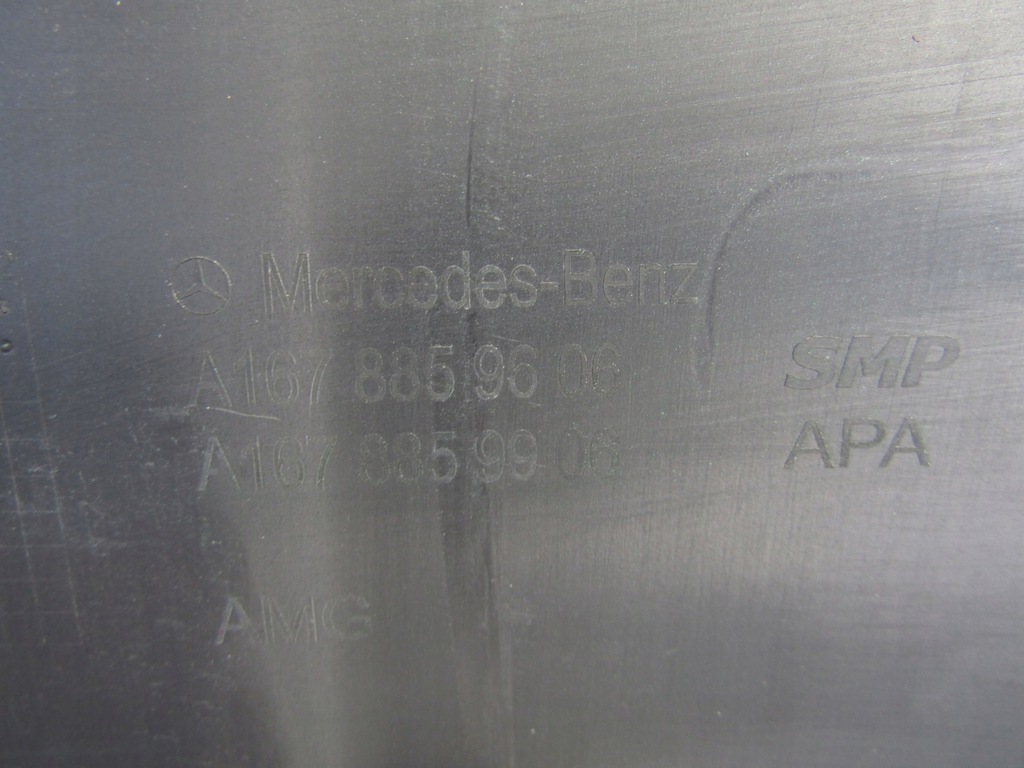 Mercedes-Benz
A167 885 96 06
A167 885 99 06
AMG
SMP
APA